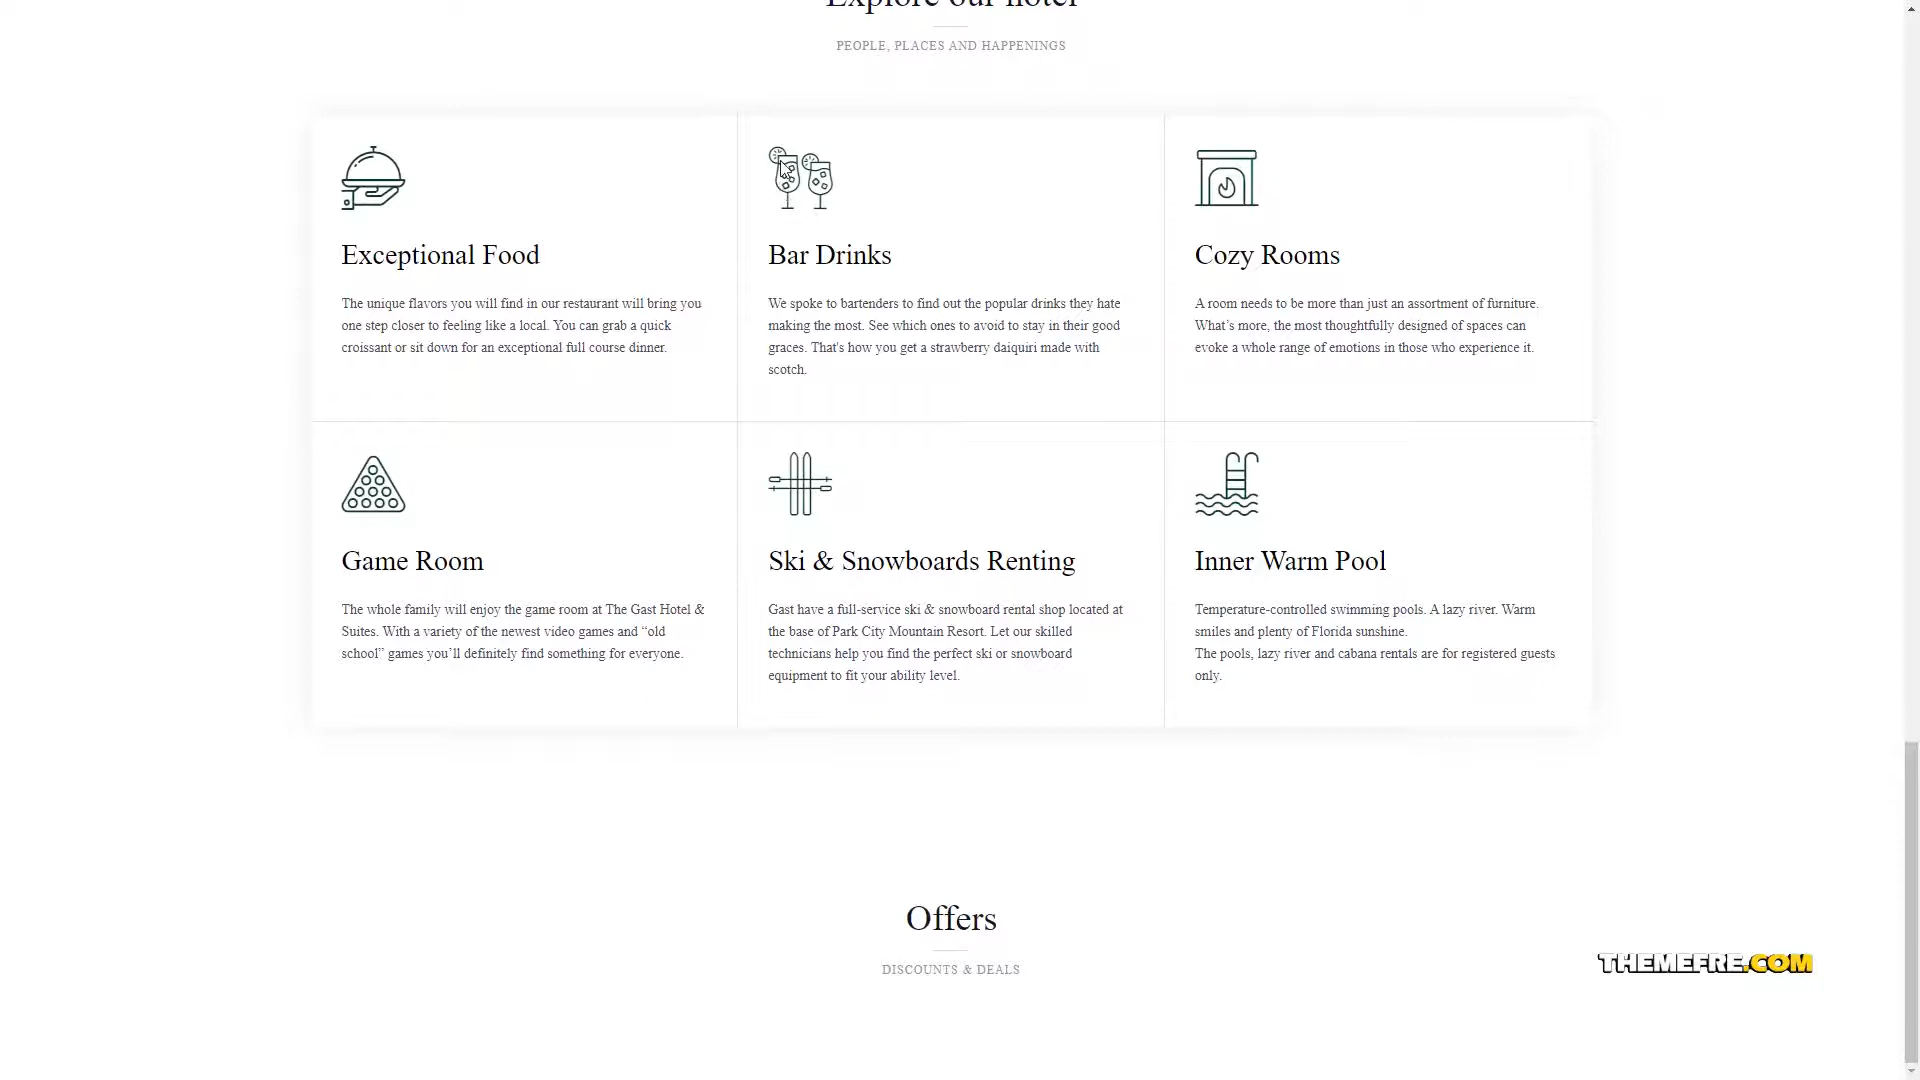 Explore our hotel
PEOPLE, PLACES AND HAPPENINGS
Exceptional Food
The unique flavors you will find in our restaurant will bring you
one step closer to feeling like a local. You can grab a quick
croissant or sit down for an exceptional full course dinner.
Bar Drinks
We spoke to bartenders to find out the popular drinks they hate
making the most. See which ones to avoid to stay in their good
graces. That's how you get a strawberry daiquiri made with
scotch.
Cozy Rooms
A room needs to be more than just an assortment of furniture.
What’s more, the most thoughtfully designed of spaces can
evoke a whole range of emotions in those who experience it.
Game Room
The whole family will enjoy the game room at The Gast Hotel &
Suites. With a variety of the newest video games and “old
school” games you’ll definitely find something for everyone.
Ski & Snowboards Renting
Gast have a full-service ski & snowboard rental shop located at
the base of Park City Mountain Resort. Let our skilled
technicians help you find the perfect ski or snowboard
equipment to fit your ability level.
Inner Warm Pool
Temperature-controlled swimming pools. A lazy river. Warm
smiles and plenty of Florida sunshine.
The pools, lazy river and cabana rentals are for registered guests
only.
Offers
DISCOUNTS & DEALS
THEMEFRE.COM